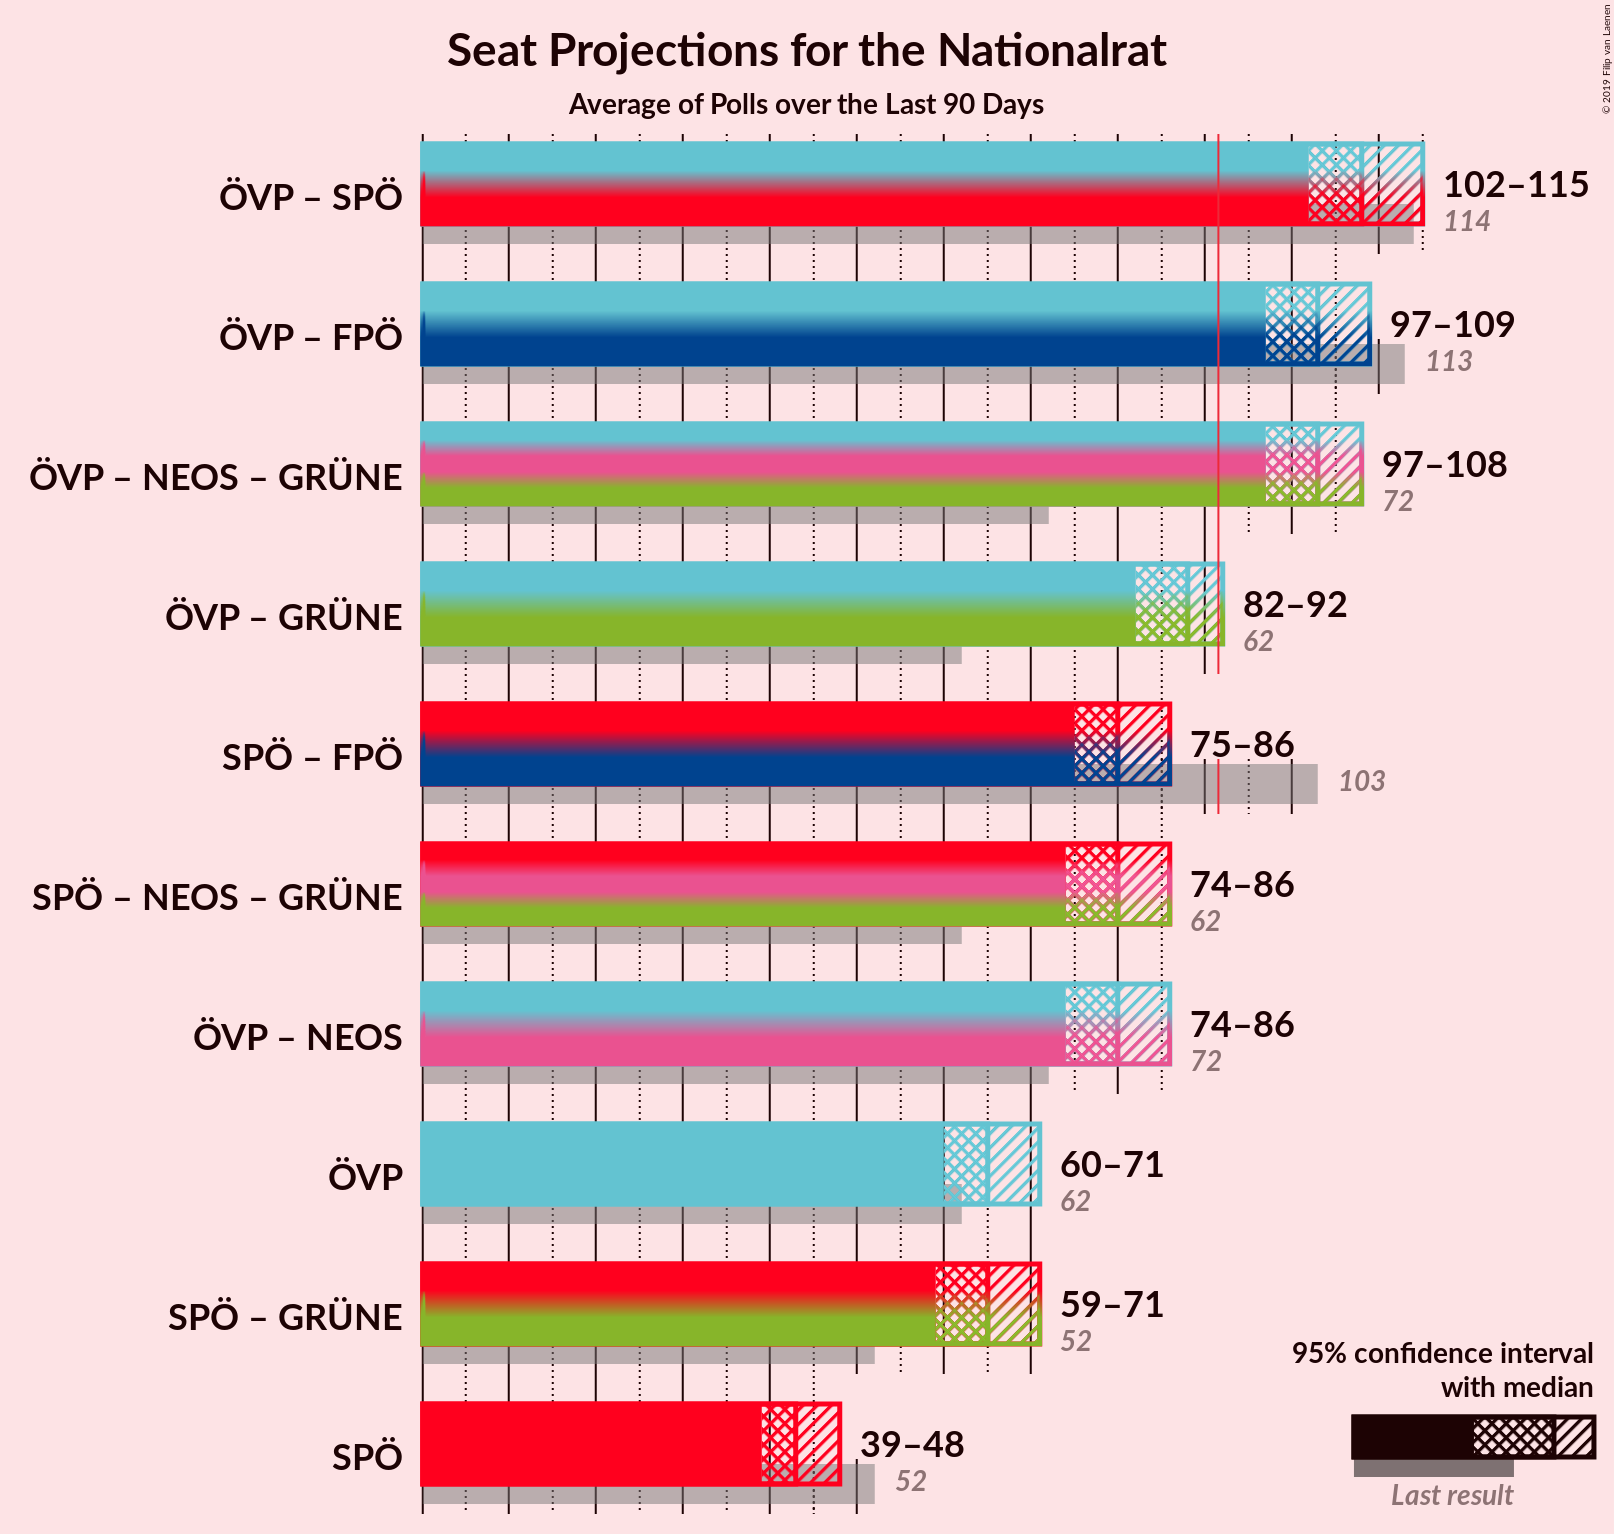 Seat Projections for the Nationalrat
Average of Polls over the Last 90 Days
© 2019 Filip van Laenen
ÖVP – SPÖ
102–115
114
ÖVP – FPÖ
97–109
113
ÖVP – NEOS – GRÜNE
97–108
72
ÖVP – GRÜNE
82–92
62
SPÖ – FPÖ
75–86
103
SPÖ – NEOS – GRÜNE
74–86
62
ÖVP – NEOS
74–86
72
ÖVP
60–71
62
SPÖ – GRÜNE
59–71
52
SPÖ
39–48
52
95% confidence interval
with median
Last result